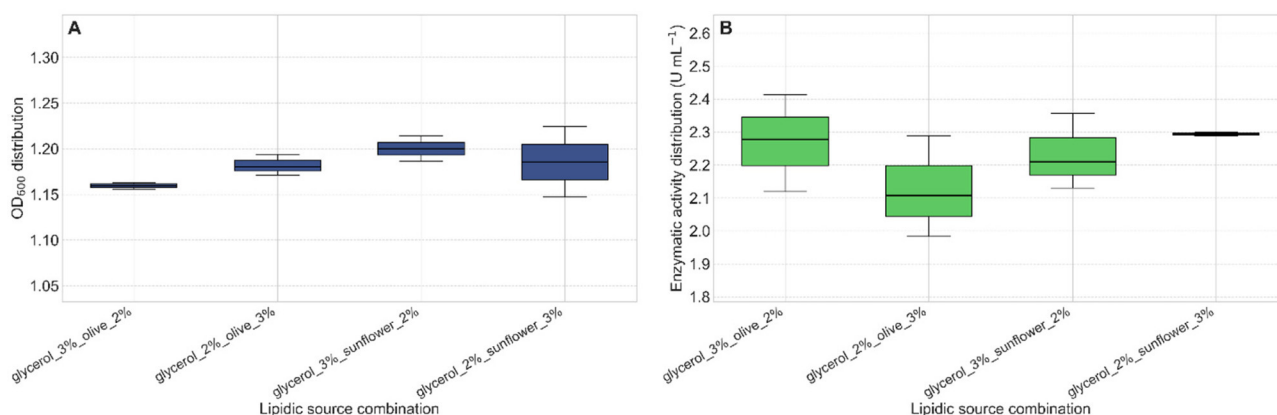 A
OD600 distribution
1.30
1.25
1.20
1.15
1.10
1.05
glycerol_3%_olive_2%
glycerol_2%_olive_3%
glycerol_3%_sunflower_2%
glycerol_2%_sunflower_3%
Lipidic source combination
B
Enzymatic activity distribution (U mL−1)
2.6
2.5
2.4
2.3
2.2
2.1
2.0
1.9
1.8
glycerol_3%_olive_2%
glycerol_2%_olive_3%
glycerol_3%_sunflower_2%
glycerol_2%_sunflower_3%
Lipidic source combination